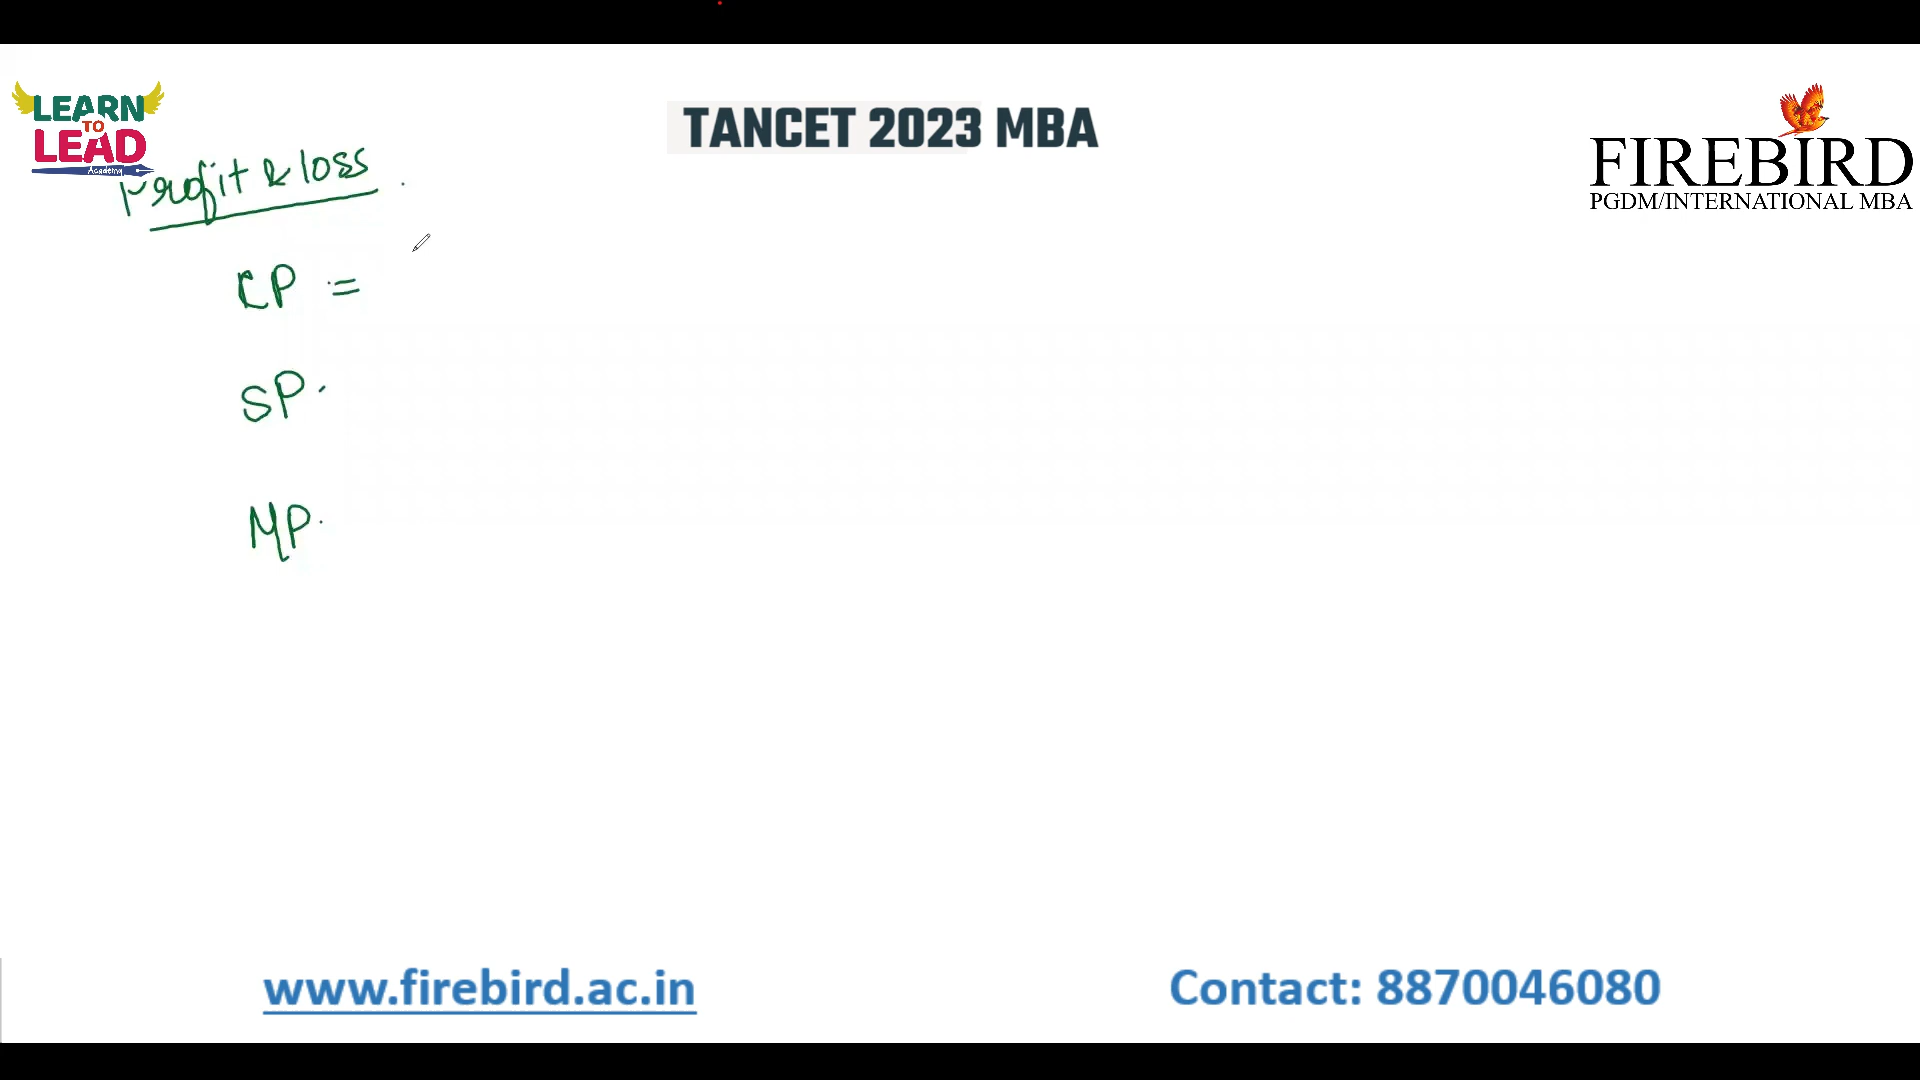 LEARN
TO
LEAD
Academy
TANCET 2023 MBA
FIREBIRD
PGDM/INTERNATIONAL MBA
Profit & loss
CP =
SP
MP
www.firebird.ac.in
Contact: 8870046080